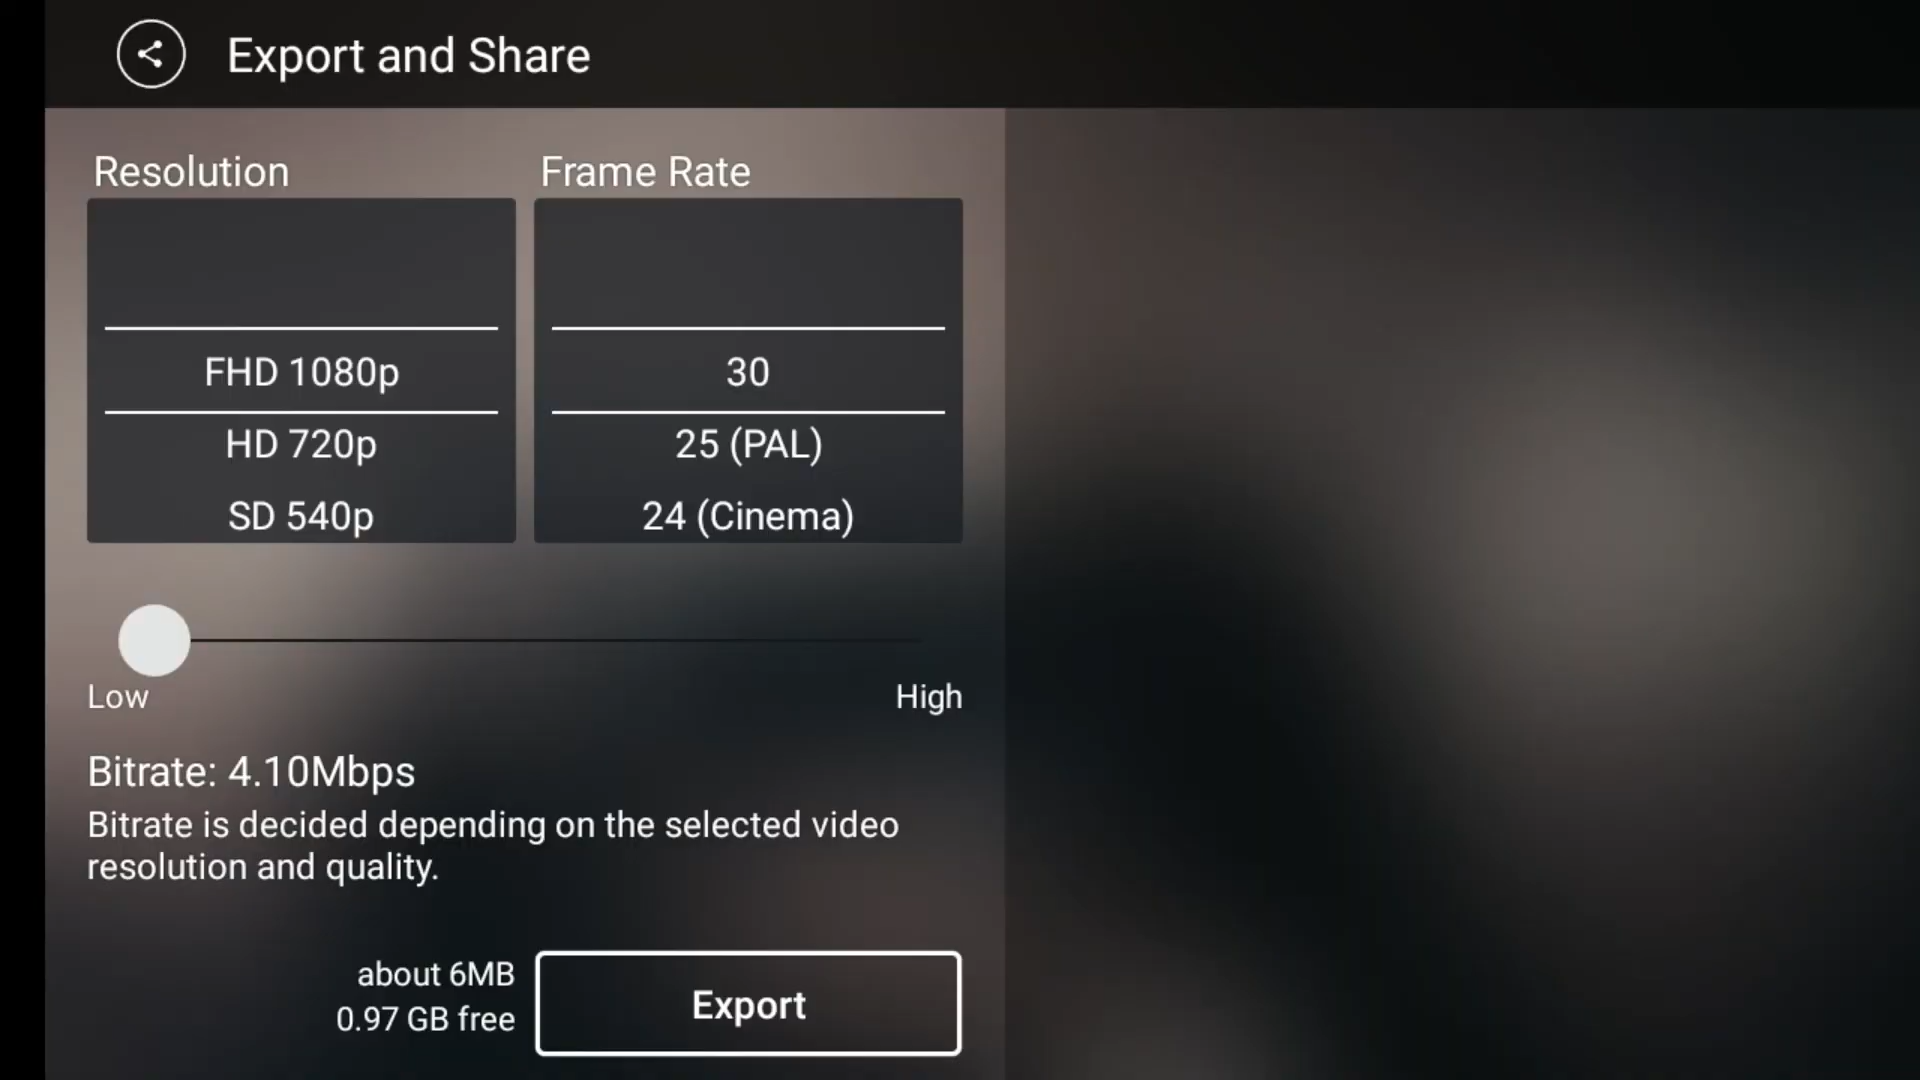 Export and Share
Resolution
Frame Rate
FHD 1080p
HD 720p
SD 540p
30
25 (PAL)
24 (Cinema)
Low
High
Bitrate: 4.10Mbps
Bitrate is decided depending on the selected video
resolution and quality.
about 6MB
0.97 GB free
Export